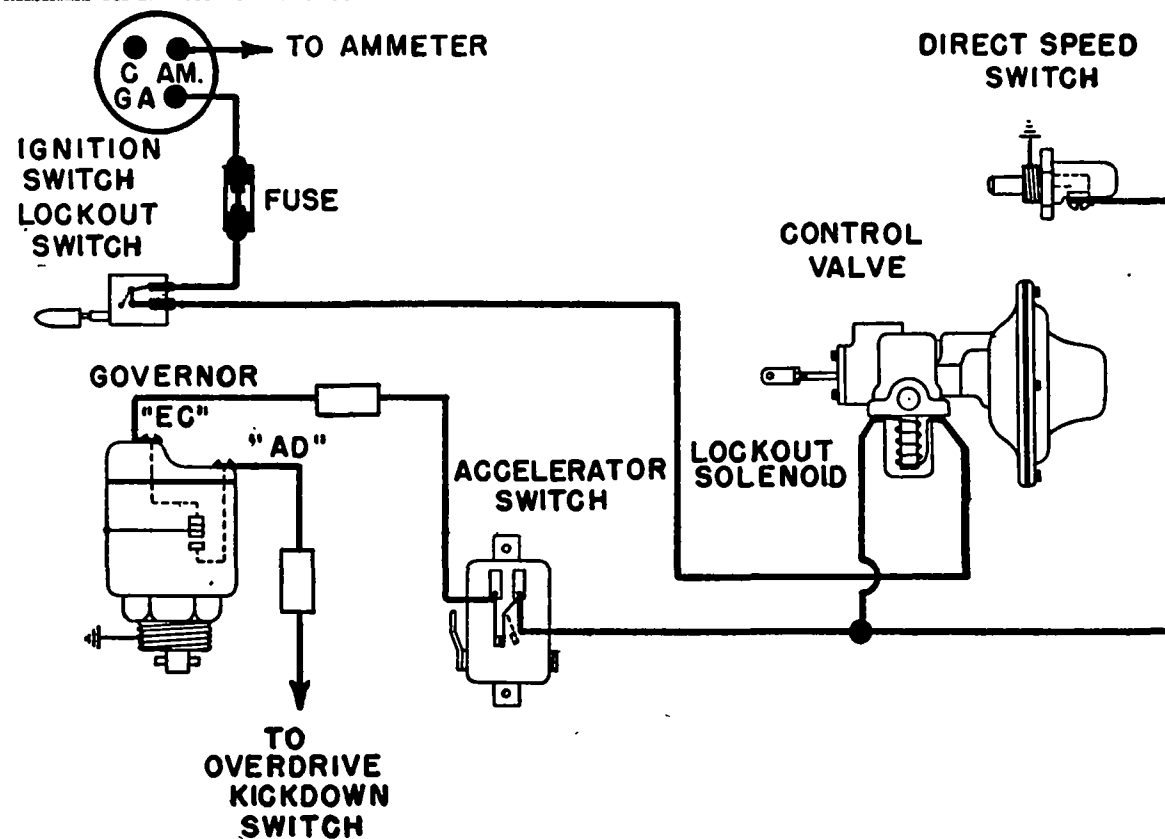 TO AMMETER
C AM.
GA
IGNITION
SWITCH
LOCKOUT
SWITCH
FUSE
DIRECT SPEED
SWITCH
CONTROL
VALVE
GOVERNOR
"EC"
"AD"
ACCELERATOR
SWITCH
LOCKOUT
SOLENOID
TO
OVERDRIVE
KICKDOWN
SWITCH